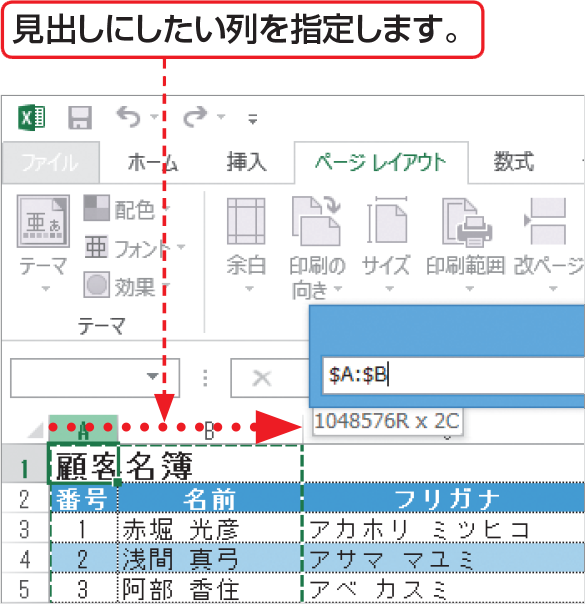 見出しにしたい列を指定します。
ファイル ホーム 挿入 ページ レイアウト 数式
亜あ 配色
亜 フォント
テーマ 効果 余白 印刷の サイズ 印刷範囲 改ページ
向き
テーマ
$A:$B
1048576R x 2C
A B
1 顧客名簿
2 番号 名前 フリガナ
3 1 赤堀 光彦 アカホリ ミツヒコ
4 2 浅間 真弓 アサマ マユミ
5 3 阿部 香住 アベ カスミ